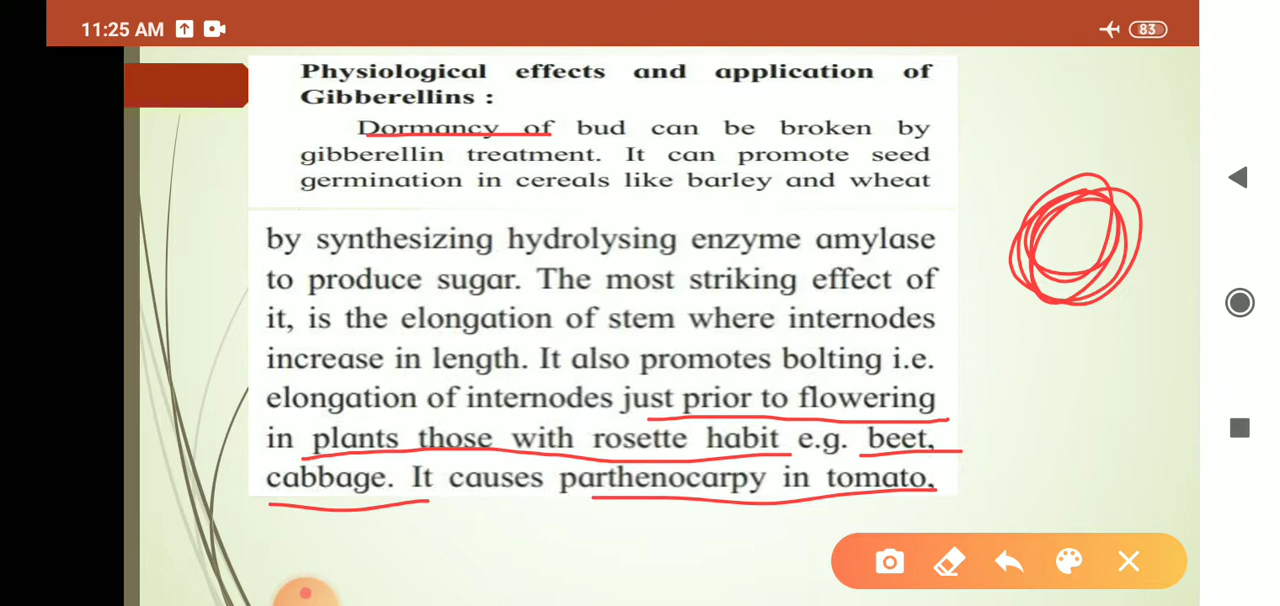 11:25 AM
83
Physiological effects and application of
Gibberellins :
Dormancy of bud can be broken by
gibberellin treatment. It can promote seed
germination in cereals like barley and wheat
by synthesizing hydrolysing enzyme amylase
to produce sugar. The most striking effect of
it, is the elongation of stem where internodes
increase in length. It also promotes bolting i.e.
elongation of internodes just prior to flowering
in plants those with rosette habit e.g. beet,
cabbage. It causes parthenocarpy in tomato,